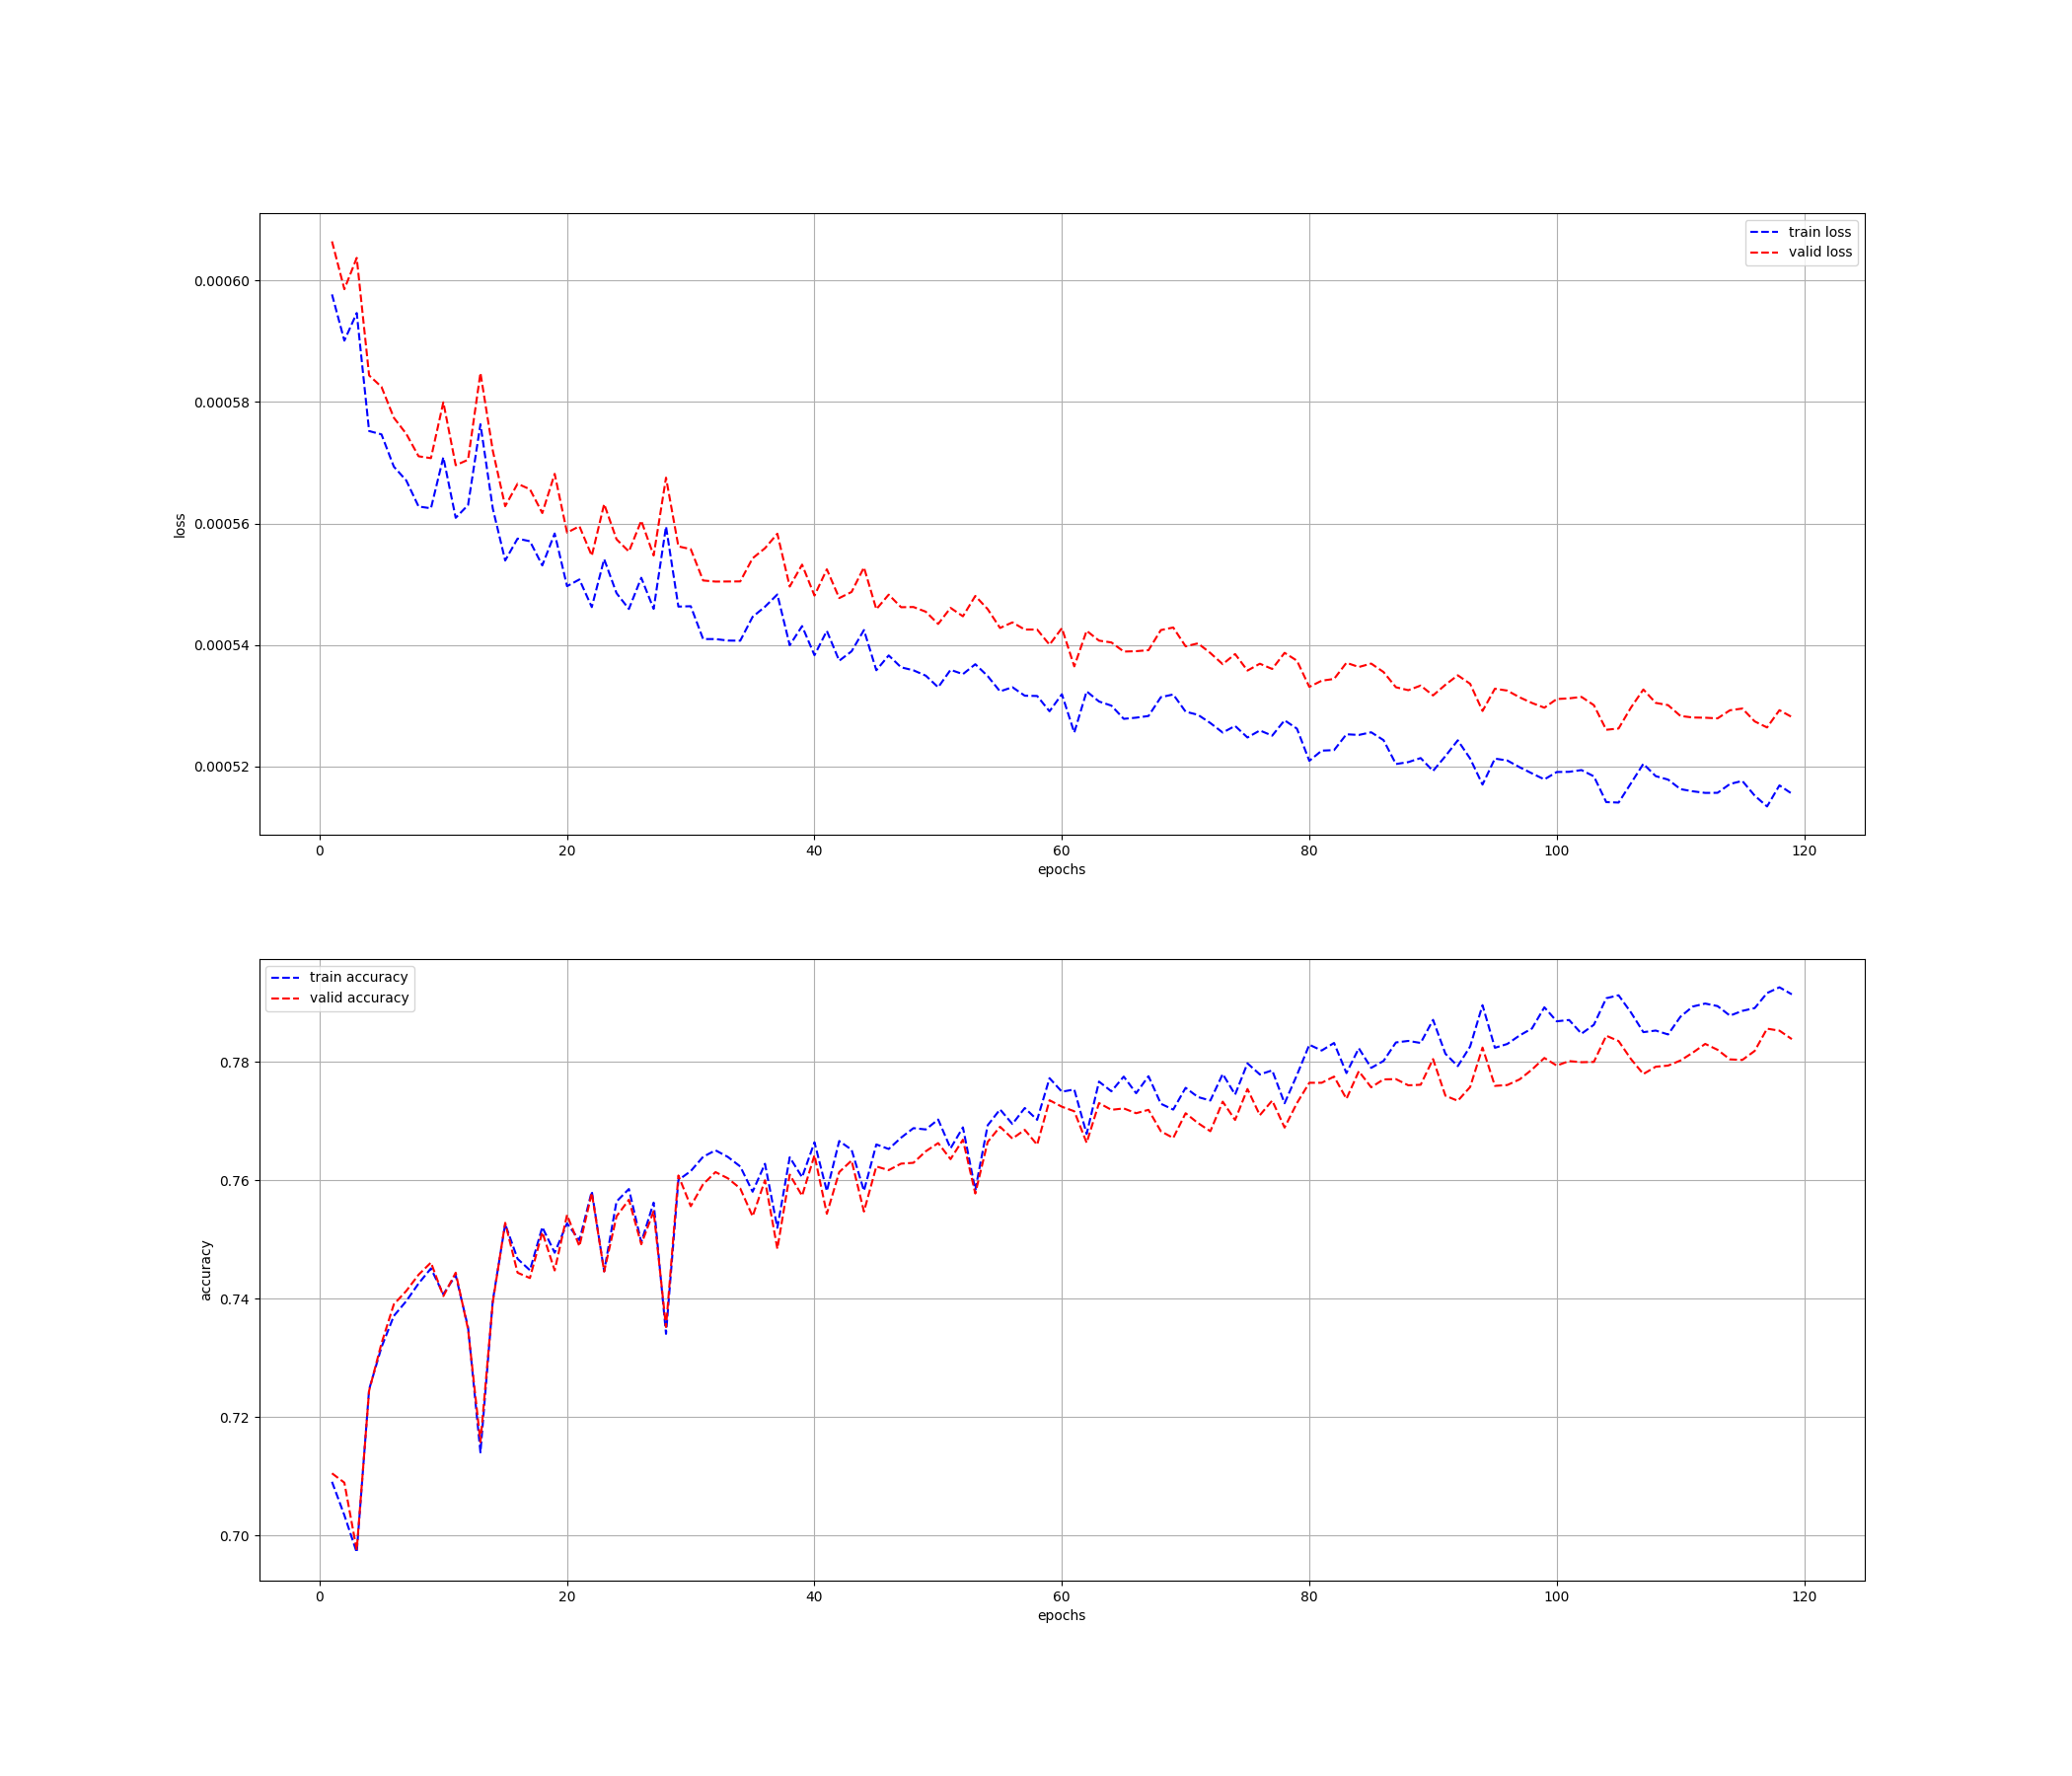 train loss
valid loss
0.00060
0.00058
0.00056
0.00054
0.00052
loss
0 20 40 60 80 100 120
epochs
train accuracy
valid accuracy
0.78
0.76
0.74
0.72
0.70
accuracy
0 20 40 60 80 100 120
epochs